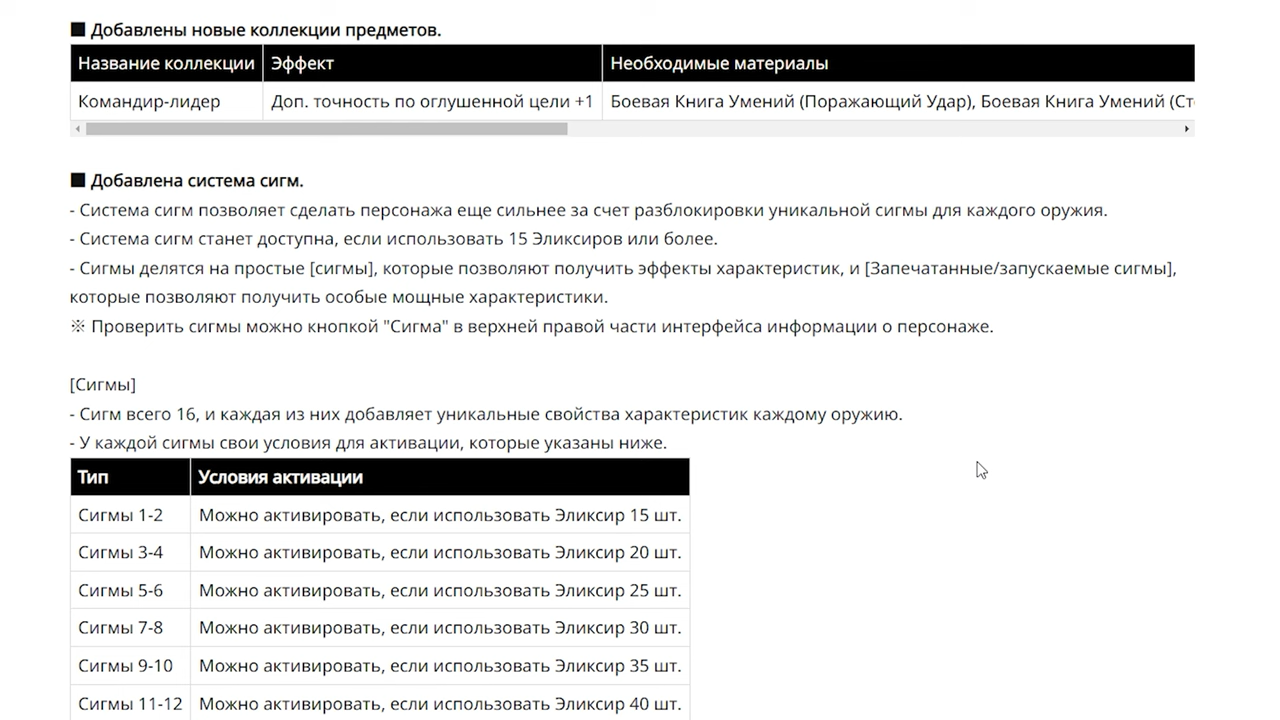 ■ Добавлены новые коллекции предметов.
Название коллекции Эффект Необходимые материалы
Командир-лидер Доп. точность по оглушенной цели +1 Боевая Книга Умений (Поражающий Удар), Боевая Книга Умений
■ Добавлена система сигм.
- Система сигм позволяет сделать персонажа еще сильнее за счет разблокировки уникальной сигмы для каждого оружия.
- Система сигм станет доступна, если использовать 15 Эликсиров или более.
- Сигмы делятся на простые [сигмы], которые позволяют получить эффекты характеристик, и [Запечатанные/запускаемые сигмы],
которые позволяют получить особые мощные характеристики.
※ Проверить сигмы можно кнопкой "Сигма" в верхней правой части интерфейса информации о персонаже.
[Сигмы]
- Сигм всего 16, и каждая из них добавляет уникальные свойства характеристик каждому оружию.
- У каждой сигмы свои условия для активации, которые указаны ниже.
Тип Условия активации
Сигмы 1-2 Можно активировать, если использовать Эликсир 15 шт.
Сигмы 3-4 Можно активировать, если использовать Эликсир 20 шт.
Сигмы 5-6 Можно активировать, если использовать Эликсир 25 шт.
Сигмы 7-8 Можно активировать, если использовать Эликсир 30 шт.
Сигмы 9-10 Можно активировать, если использовать Эликсир 35 шт.
Сигмы 11-12 Можно активировать, если использовать Эликсир 40 шт.